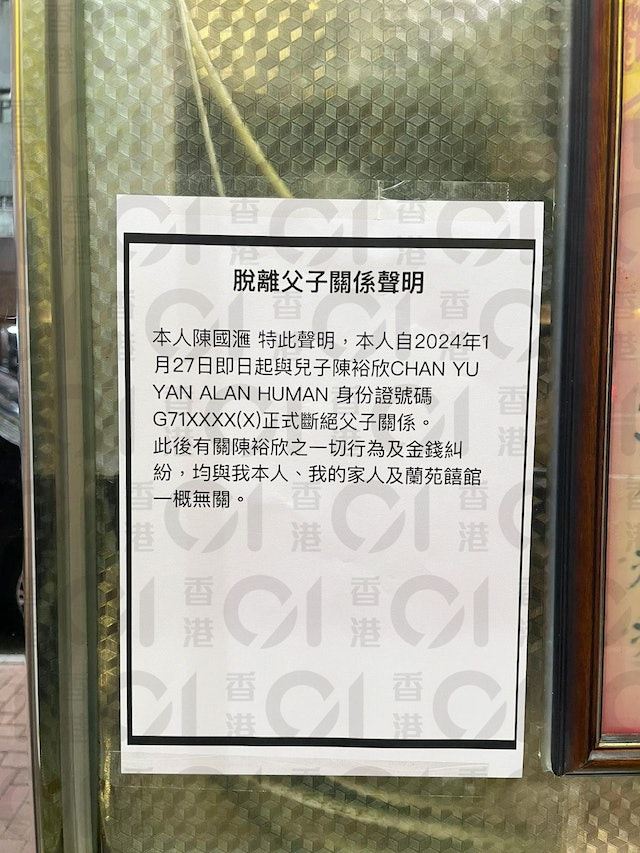 脫離父子關係聲明
本人陳國滙 特此聲明，本人自2024年1
月27日即日起與兒子陳裕欣CHAN YU
YAN ALAN HUMAN 身份證號碼
G71XXXX(X)正式斷絕父子關係。
此後有關陳裕欣之一切行為及金錢糾
紛，均與我本人、我的家人及蘭苑饎館
一概無關。
香港01